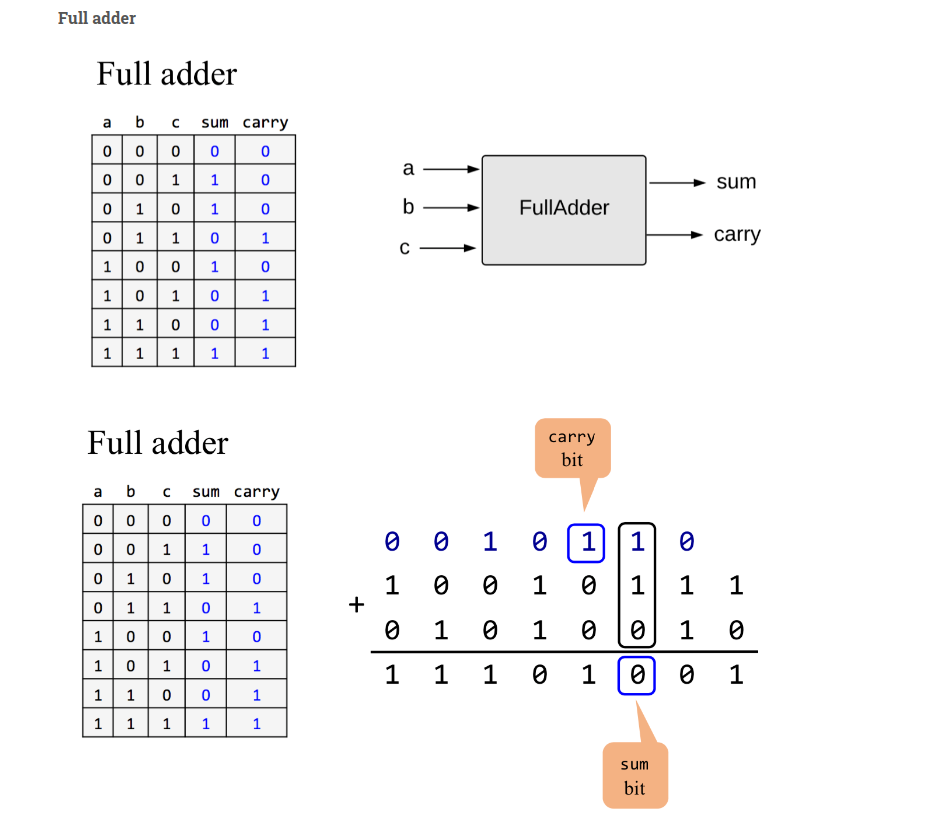 Full adder
Full adder
a b c sum carry
0 0 0 0 0
0 0 1 1 0
0 1 0 1 0
0 1 1 0 1
1 0 0 1 0
1 0 1 0 1
1 1 0 0 1
1 1 1 1 1
a
b
c
FullAdder
sum
carry
Full adder
a b c sum carry
0 0 0 0 0
0 0 1 1 0
0 1 0 1 0
0 1 1 0 1
1 0 0 1 0
1 0 1 0 1
1 1 0 0 1
1 1 1 1 1
carry
bit
0 0 1 0 1 1 0
1 0 0 1 0 1 1 1
+
0 1 0 1 0 0 1 0
1 1 1 0 1 0 0 1
sum
bit